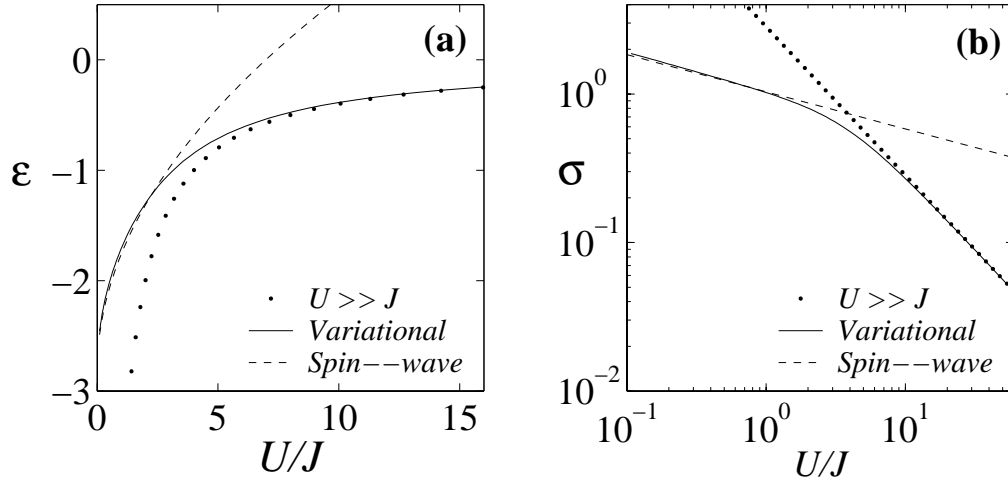 (a)
0
−1
−2
−3
ε
U >> J
Variational
Spin−−wave
0 5 10 15
U/J
(b)
10^0
10^-1
10^-2
σ
U >> J
Variational
Spin−−wave
10^-1 10^0 10^1
U/J